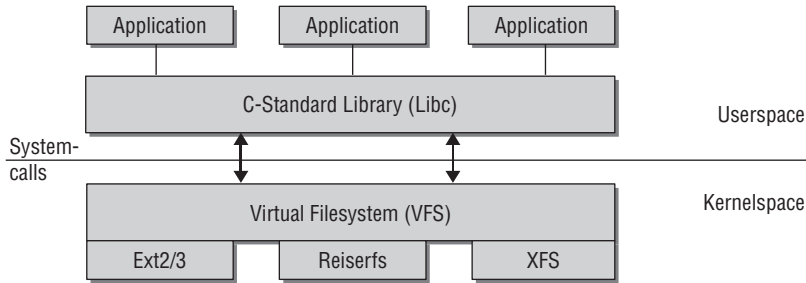 Application
Application
Application
C-Standard Library (Libc)
Userspace
System-
calls
Kernelspace
Virtual Filesystem (VFS)
Ext2/3
Reiserfs
XFS